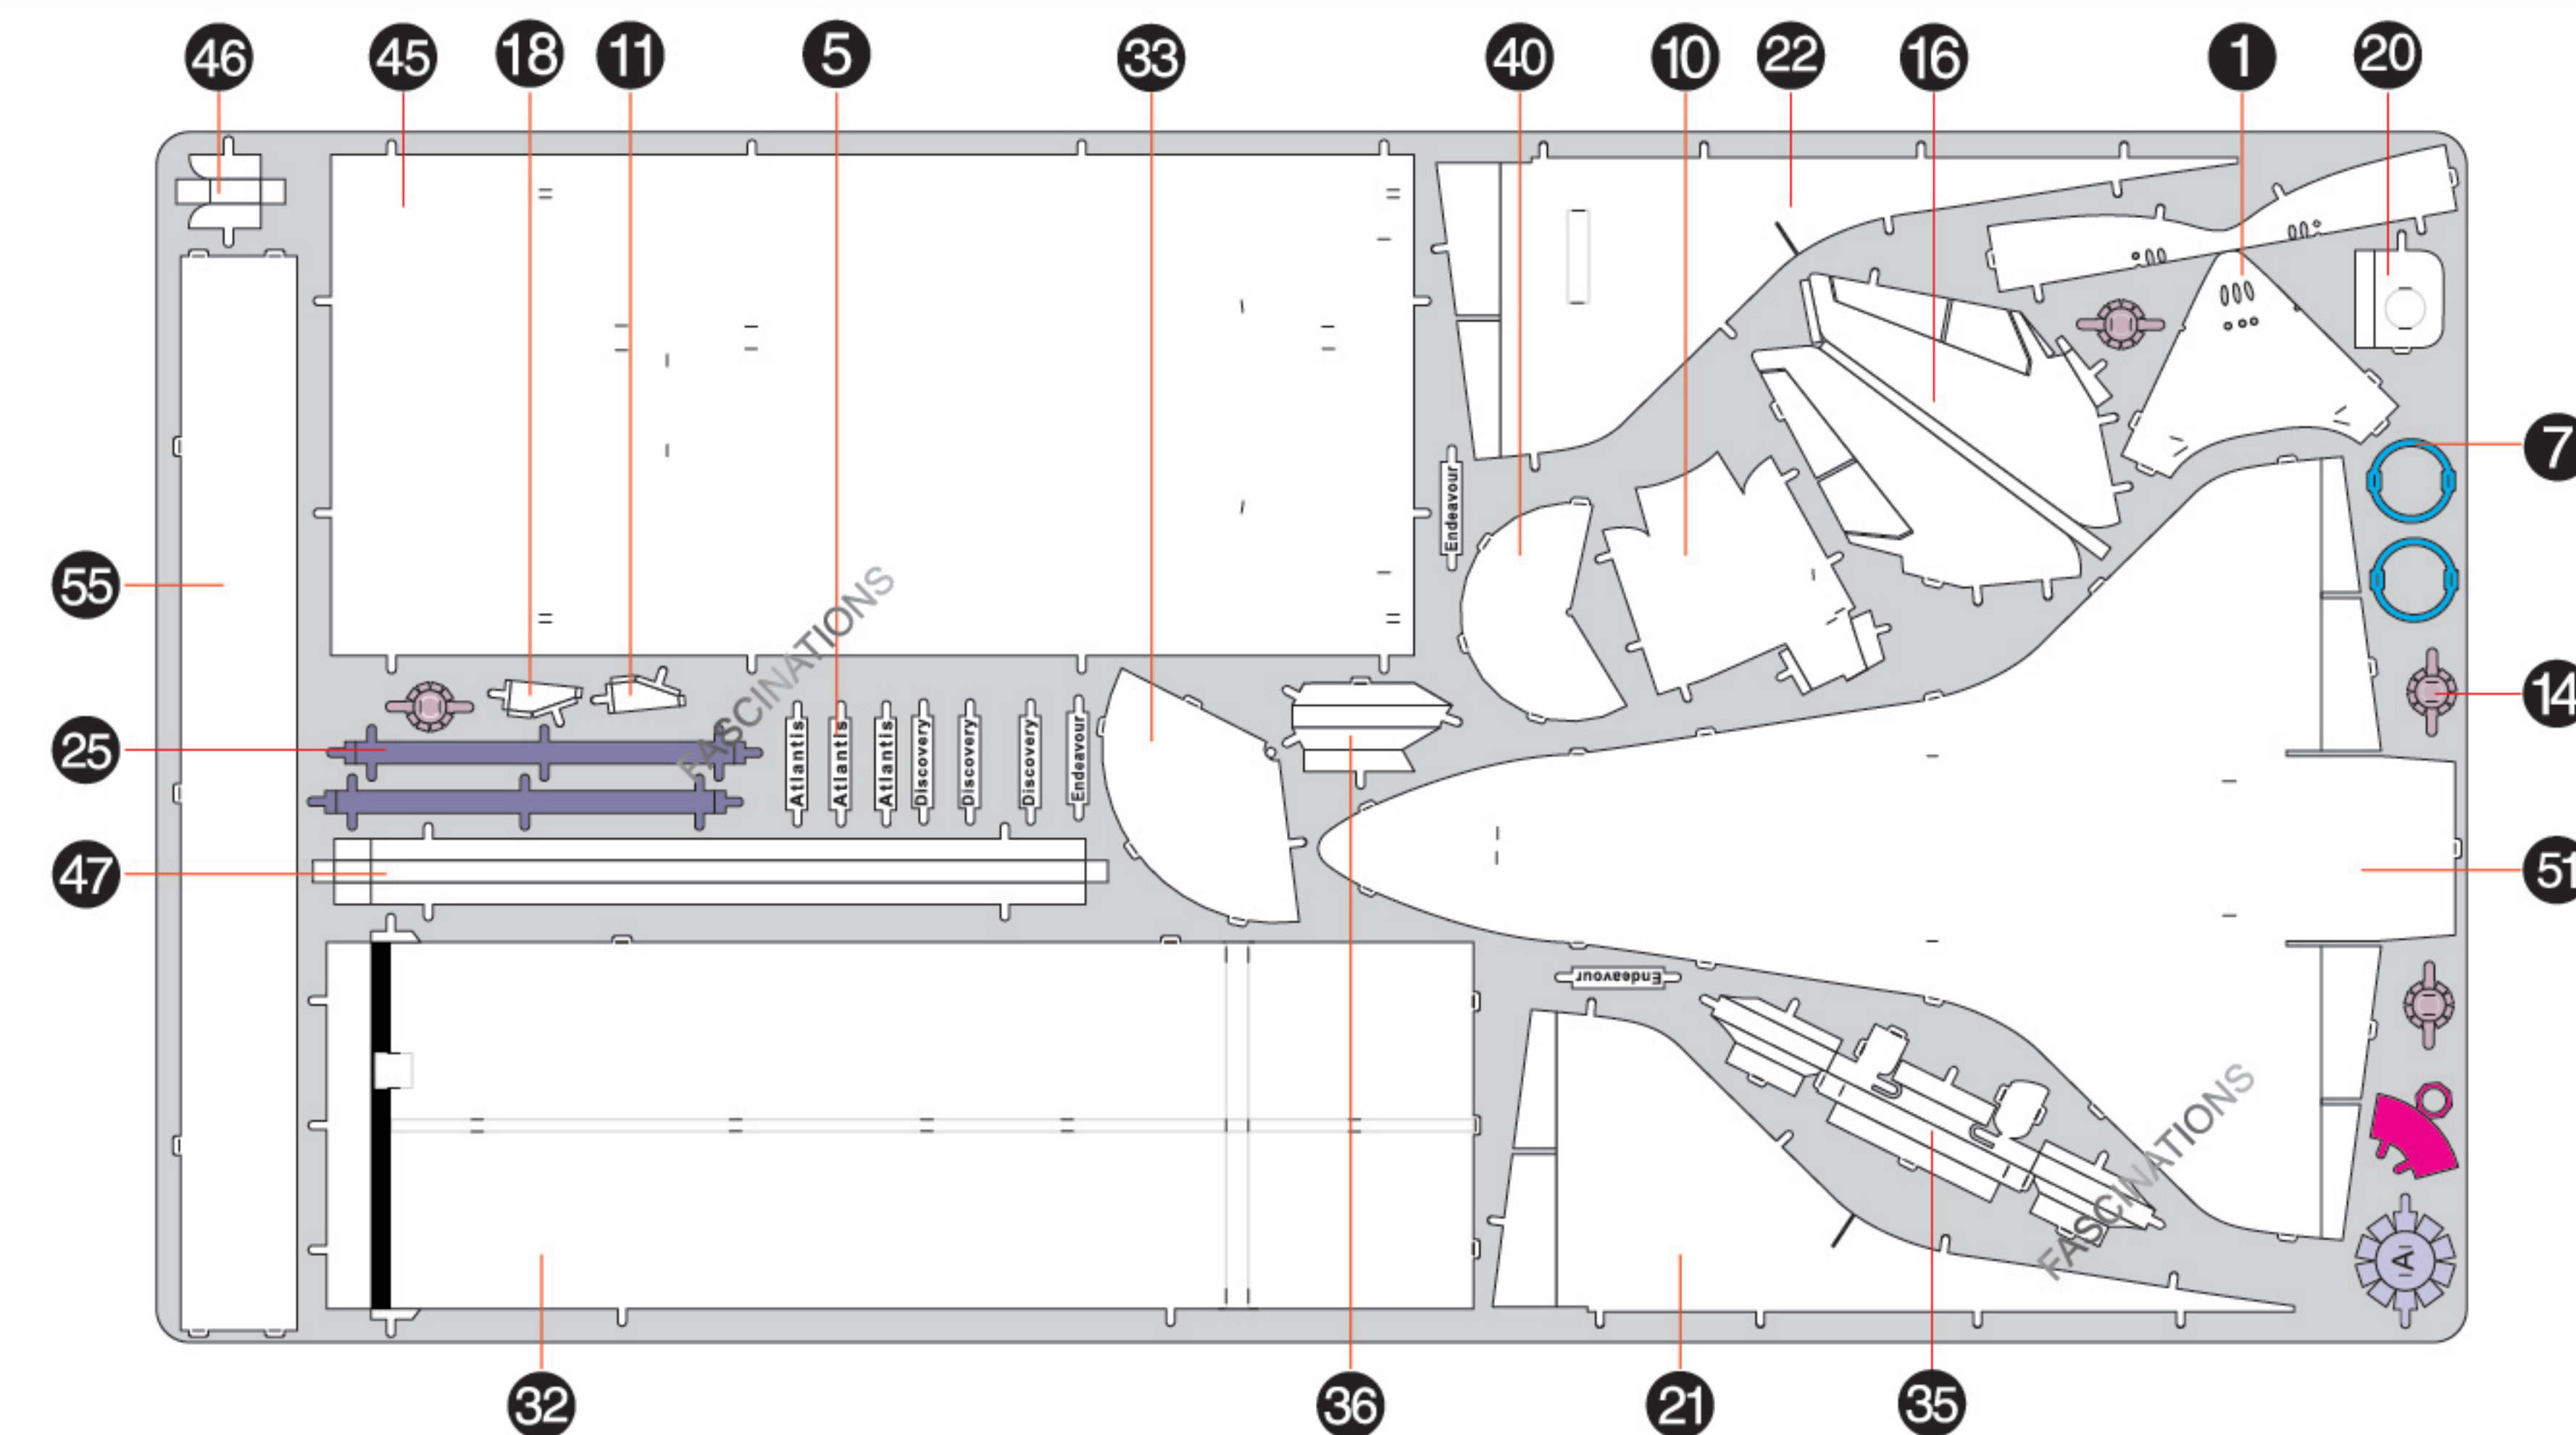 46 45 18 11 5 33 40 10 22 16 1 20
7
Endeavour
55
FASCINATIONS
14
25
Atlantis Atlantis Atlantis Discovery Discovery Discovery Endeavour
47
51
Endeavour
FASCINATIONS
A
32 36 21 35